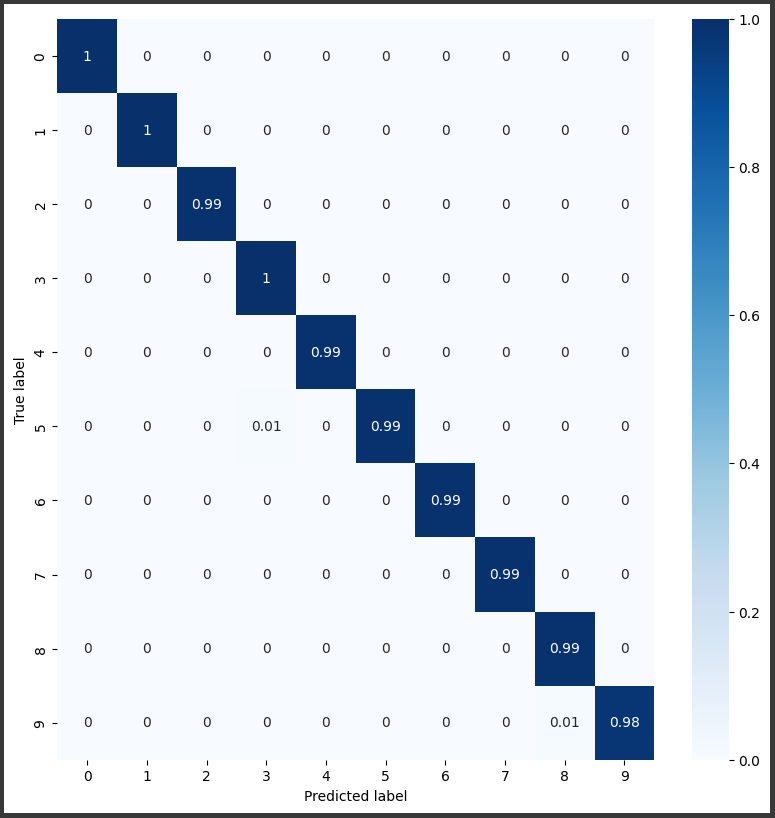 0 1 0 0 0 0 0 0 0 0 0
1 0 1 0 0 0 0 0 0 0 0
2 0 0 0.99 0 0 0 0 0 0 0
3 0 0 0 1 0 0 0 0 0 0
4 0 0 0 0 0.99 0 0 0 0 0
5 0 0 0 0.01 0 0.99 0 0 0 0
6 0 0 0 0 0 0 0.99 0 0 0
7 0 0 0 0 0 0 0 0.99 0 0
8 0 0 0 0 0 0 0 0 0.99 0
9 0 0 0 0 0 0 0 0 0.01 0.98
0 1 2 3 4 5 6 7 8 9
Predicted label
True label
1.0
0.8
0.6
0.4
0.2
0.0